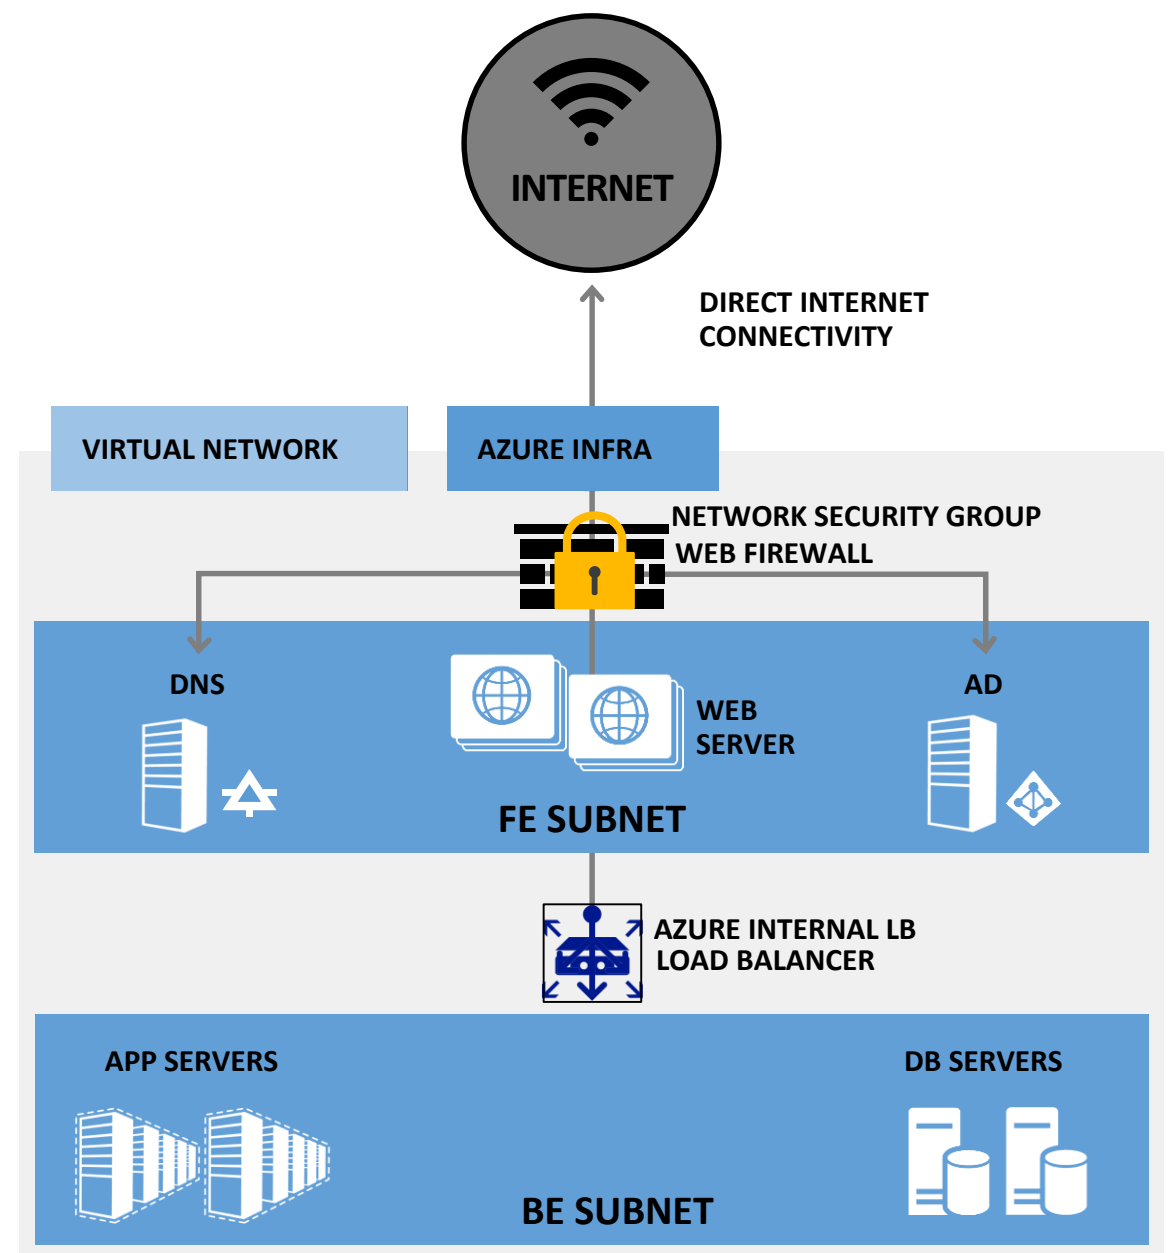 INTERNET
DIRECT INTERNET
CONNECTIVITY
VIRTUAL NETWORK
AZURE INFRA
NETWORK SECURITY GROUP
WEB FIREWALL
DNS
WEB
SERVER
AD
FE SUBNET
AZURE INTERNAL LB
LOAD BALANCER
APP SERVERS
DB SERVERS
BE SUBNET